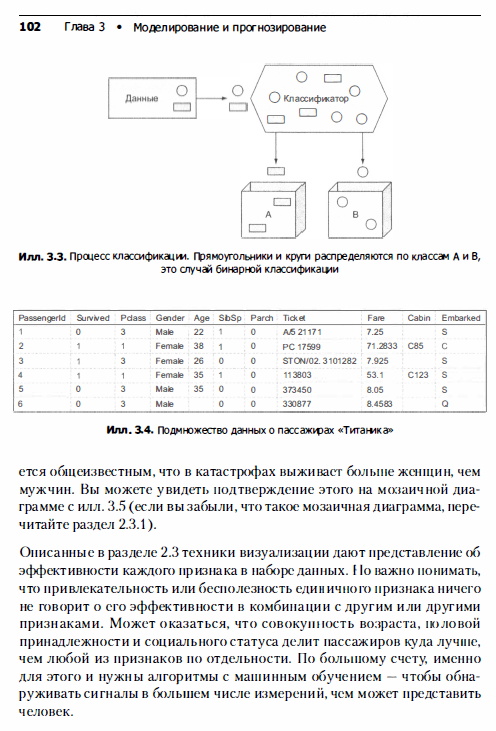 102 Глава 3 • Моделирование и прогнозирование
Данные
Классификатор
A
B
Илл. 3.3. Процесс классификации. Прямоугольники и круги распределяются по классам A и B,
это случай бинарной классификации
PassengerId Survived Pclass Gender Age SibSp Parch Ticket Fare Cabin Embarked
1 0 3 Male 22 1 0 A/5 21171 7.25 S
2 1 1 Female 38 1 0 PC 17599 71.2833 C85 C
3 1 3 Female 26 0 0 STON/O2. 3101282 7.925 S
4 1 1 Female 35 1 0 113803 53.1 C123 S
5 0 3 Male 35 0 0 373450 8.05 S
6 0 3 Male 0 0 330877 8.4583 Q
Илл. 3.4. Подмножество данных о пассажирах «Титаника»
ется общеизвестным, что в катастрофах выживает больше женщин, чем
мужчин. Вы можете увидеть подтверждение этого на мозаичной диа-
грамме с илл. 3.5 (если вы забыли, что такое мозаичная диаграмма, пере-
читайте раздел 2.3.1).
Описанные в разделе 2.3 техники визуализации дают представление об
эффективности каждого признака в наборе данных. Но важно понимать,
что привлекательность или бесполезность единичного признака ничего
не говорит о его эффективности в комбинации с другим или другими
признаками. Может оказаться, что совокупность возраста, половой
принадлежности и социального статуса делит пассажиров куда лучше,
чем любой из признаков по отдельности. По большому счету, именно
для этого и нужны алгоритмы с машинным обучением — чтобы обна-
руживать сигналы в большем числе измерений, чем может представить
человек.